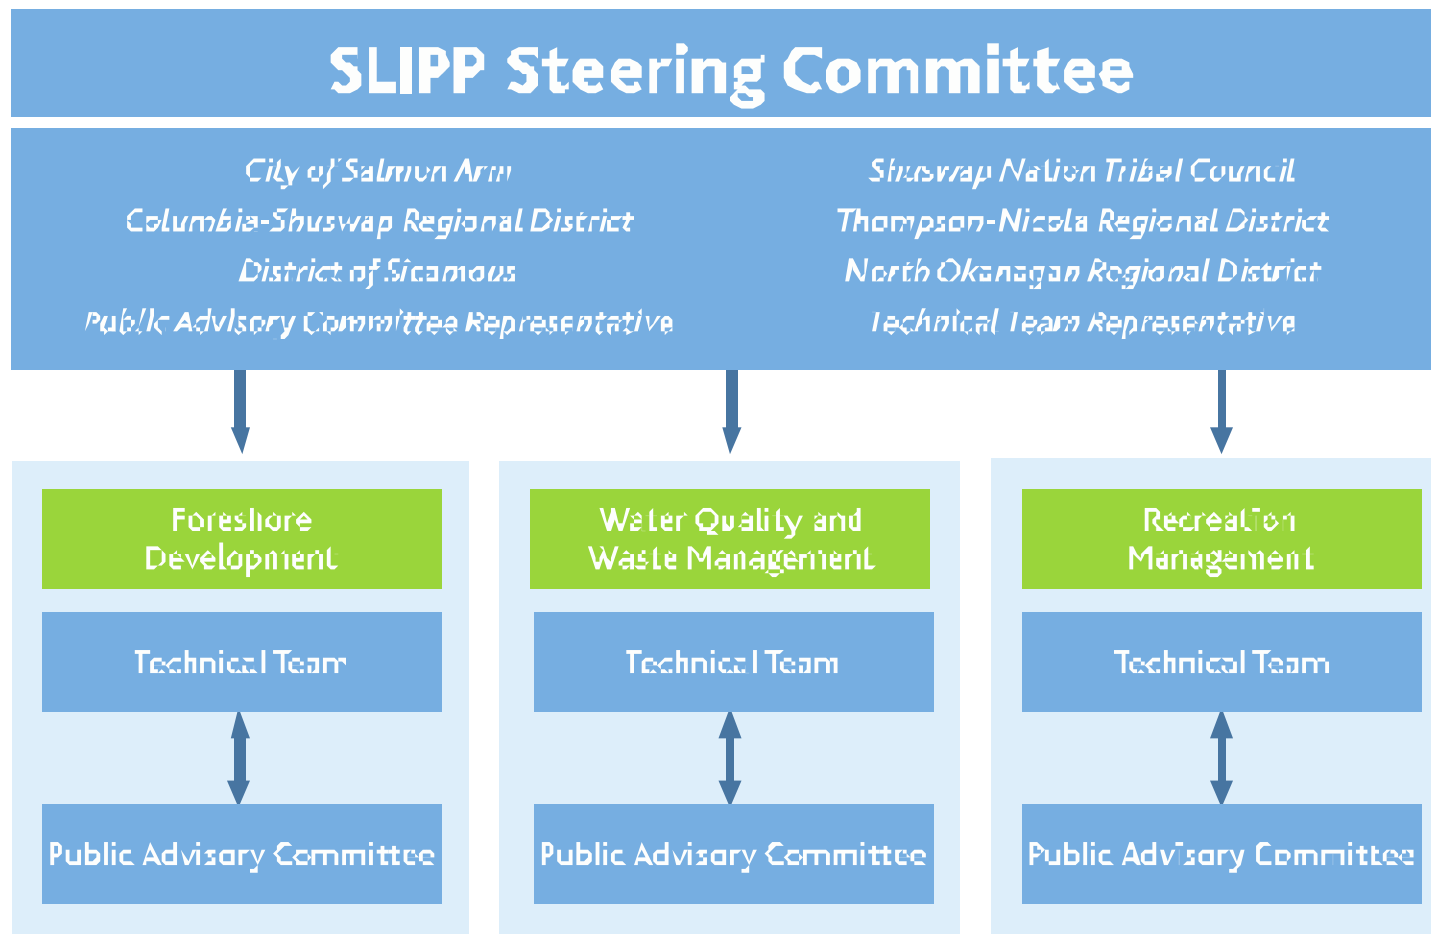 SLIPP Steering Committee
City of Salmon Arm
Columbia-Shuswap Regional District
District of Sicamous
Public Advisory Committee Representative
Shuswap Nation Tribal Council
Thompson-Nicola Regional District
North Okanagan Regional District
Technical Team Representative
Foreshore
Development
Technical Team
Public Advisory Committee
Water Quality and
Waste Management
Technical Team
Public Advisory Committee
Recreation
Management
Technical Team
Public Advisory Committee